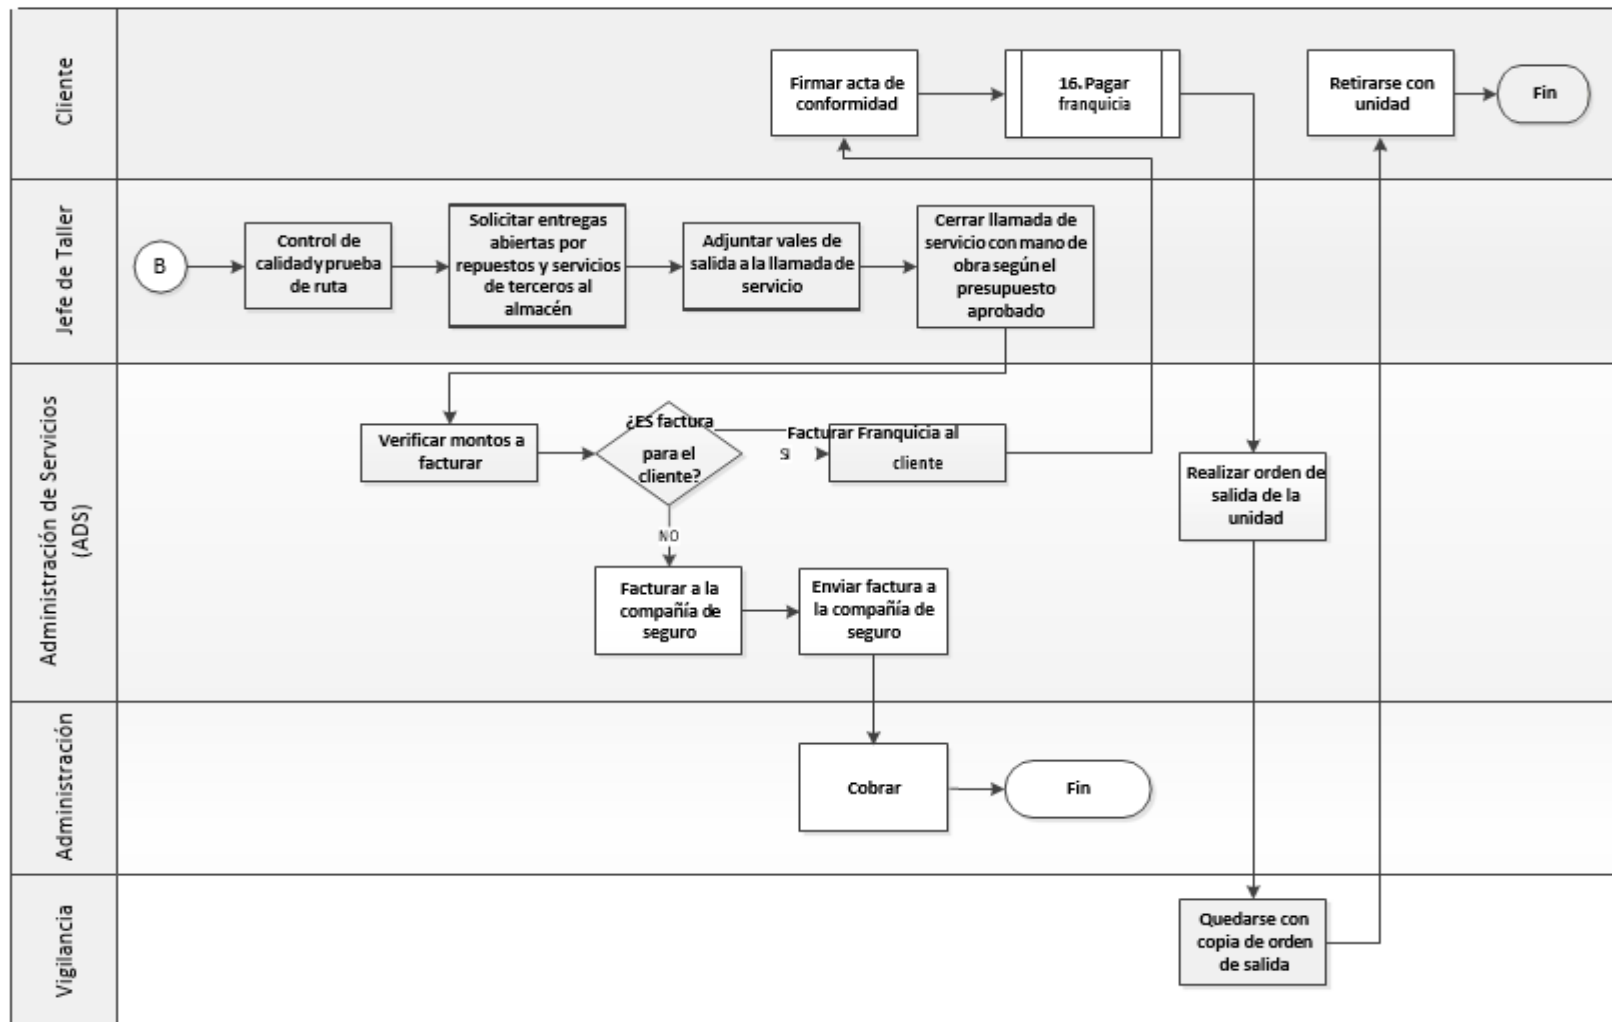 Cliente
Firmar acta de
conformidad
16. Pagar
franquicia
Retirarse con
unidad
Fin
Jefe de Taller
B
Control de
calidad y prueba
de ruta
Solicitar entregas
abiertas por
repuestos y servicios
de terceros al
almacén
Adjuntar vales de
salida a la llamada de
servicio
Cerrar llamada de
servicio con mano de
obra según el
presupuesto
aprobado
Administración de Servicios
(ADS)
Verificar montos a
facturar
¿ES factura
para el
cliente?
SI
Facturar Franquicia al
cliente
Realizar orden de
salida de la
unidad
NO
Facturar a la
compañía de
seguro
Enviar factura a
la compañía de
seguro
Administración
Cobrar
Fin
Vigilancia
Quedarse con
copia de orden
de salida